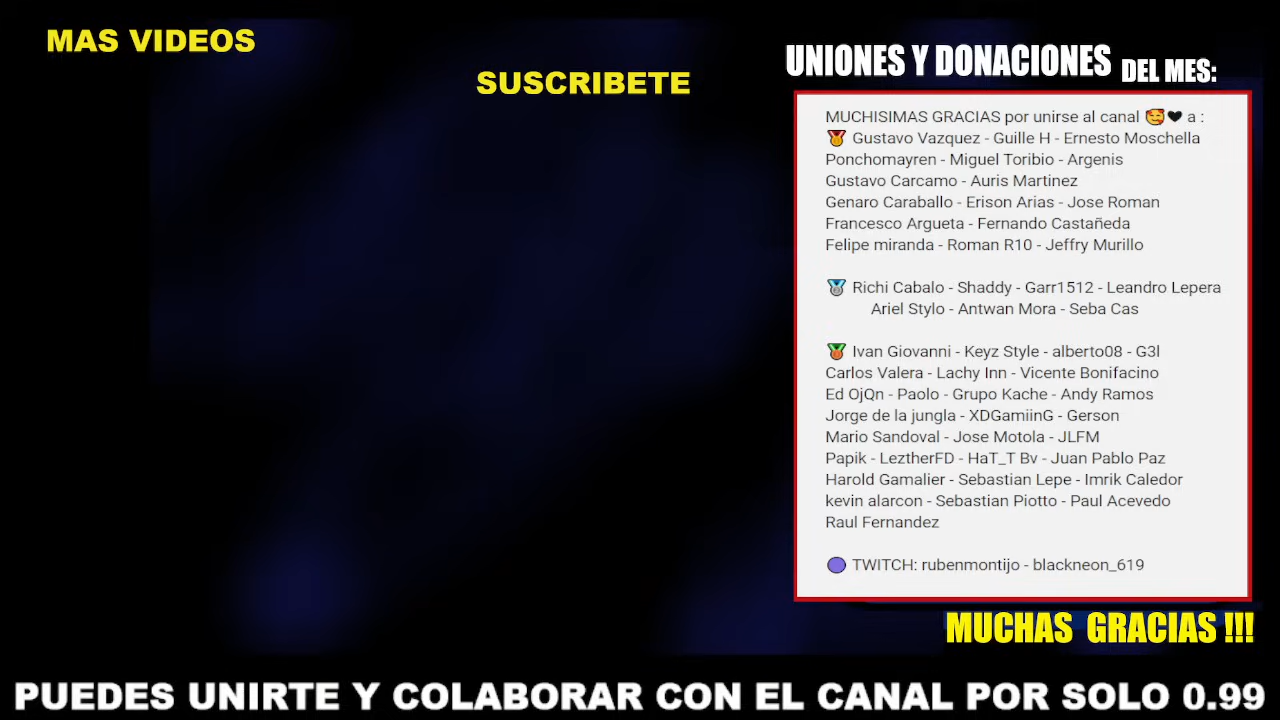 MAS VIDEOS
SUSCRIBETE
UNIONES Y DONACIONES DEL MES:
MUCHISIMAS GRACIAS por unirse al canal 🥰🖤 a :
🥇 Gustavo Vazquez - Guille H - Ernesto Moschella
Ponchomayren - Miguel Toribio - Argenis
Gustavo Carcamo - Auris Martinez
Genaro Caraballo - Erison Arias - Jose Roman
Francesco Argueta - Fernando Castañeda
Felipe miranda - Roman R10 - Jeffry Murillo
🥈 Richi Cabalo - Shaddy - Garr1512 - Leandro Lepera
Ariel Stylo - Antwan Mora - Seba Cas
🥉 Ivan Giovanni - Keyz Style - alberto08 - G3l
Carlos Valera - Lachy Inn - Vicente Bonifacino
Ed OjQn - Paolo - Grupo Kache - Andy Ramos
Jorge de la jungla - XDGamiinG - Gerson
Mario Sandoval - Jose Motola - JLFM
Papik - LeztherFD - HaT_T Bv - Juan Pablo Paz
Harold Gamalier - Sebastian Lepe - Imrik Caledor
kevin alarcon - Sebastian Piotto - Paul Acevedo
Raul Fernandez
🟣 TWITCH: rubenmontijo - blackneon_619
MUCHAS GRACIAS !!!
PUEDES UNIRTE Y COLABORAR CON EL CANAL POR SOLO 0.99